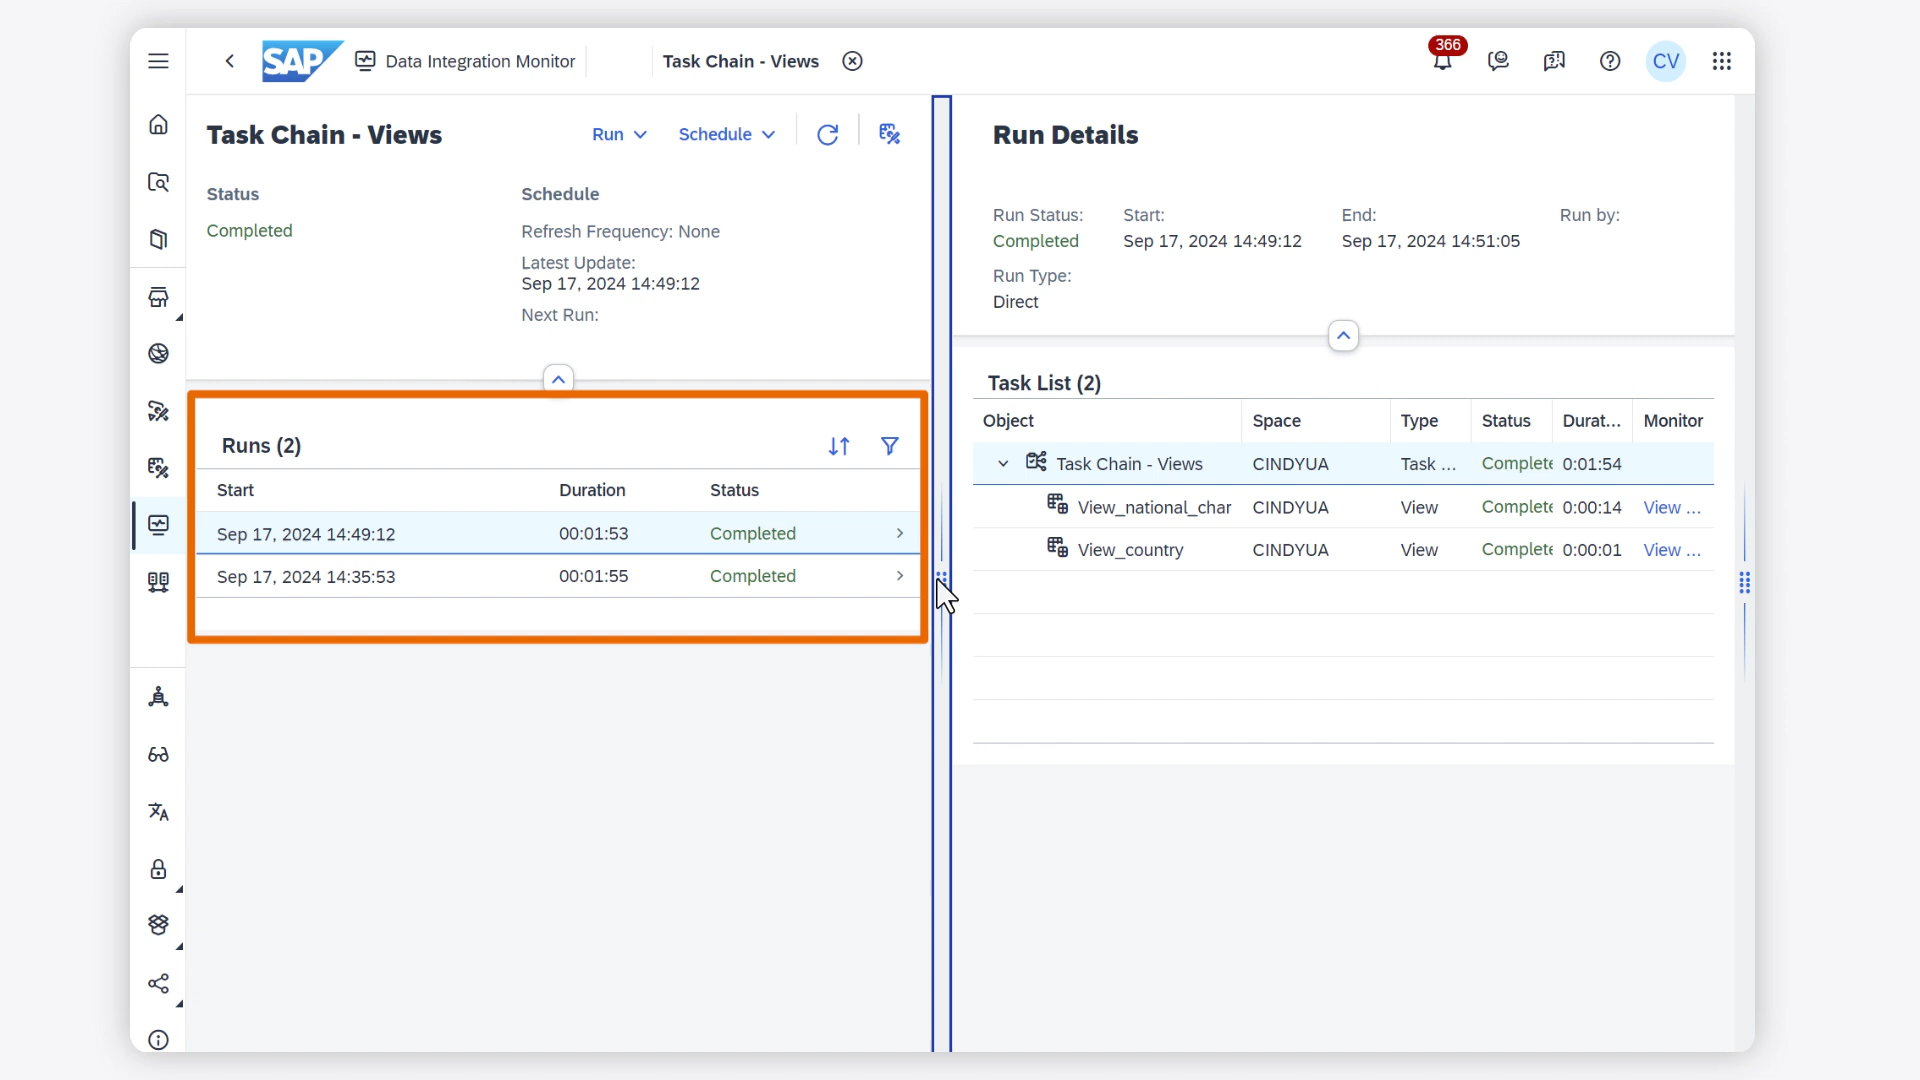 SAP Data Integration Monitor Task Chain - Views 366 CV
Task Chain - Views Run Schedule
Status Schedule
Completed Refresh Frequency: None
Latest Update:
Sep 17, 2024 14:49:12
Next Run:
Runs (2)
Start Duration Status
Sep 17, 2024 14:49:12 00:01:53 Completed
Sep 17, 2024 14:35:53 00:01:55 Completed
Run Details
Run Status: Start: End: Run by:
Completed Sep 17, 2024 14:49:12 Sep 17, 2024 14:51:05
Run Type:
Direct
Task List (2)
Object Space Type Status Durat... Monitor
Task Chain - Views CINDYUA Task ... Complete 0:01:54
View_national_char CINDYUA View Complete 0:00:14 View ...
View_country CINDYUA View Complete 0:00:01 View ...